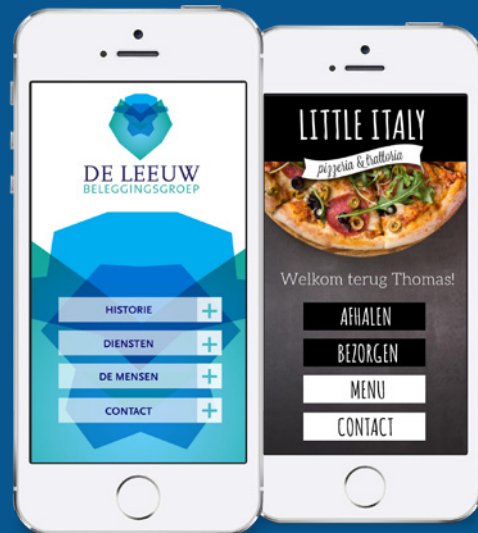 DE LEEUW
BELEGGINGSGROEP
HISTORIE
DIENSTEN
DE MENSEN
CONTACT
LITTLE ITALY
pizzeria & trattoria
Welkom terug Thomas!
AFHALEN
BEZORGEN
MENU
CONTACT